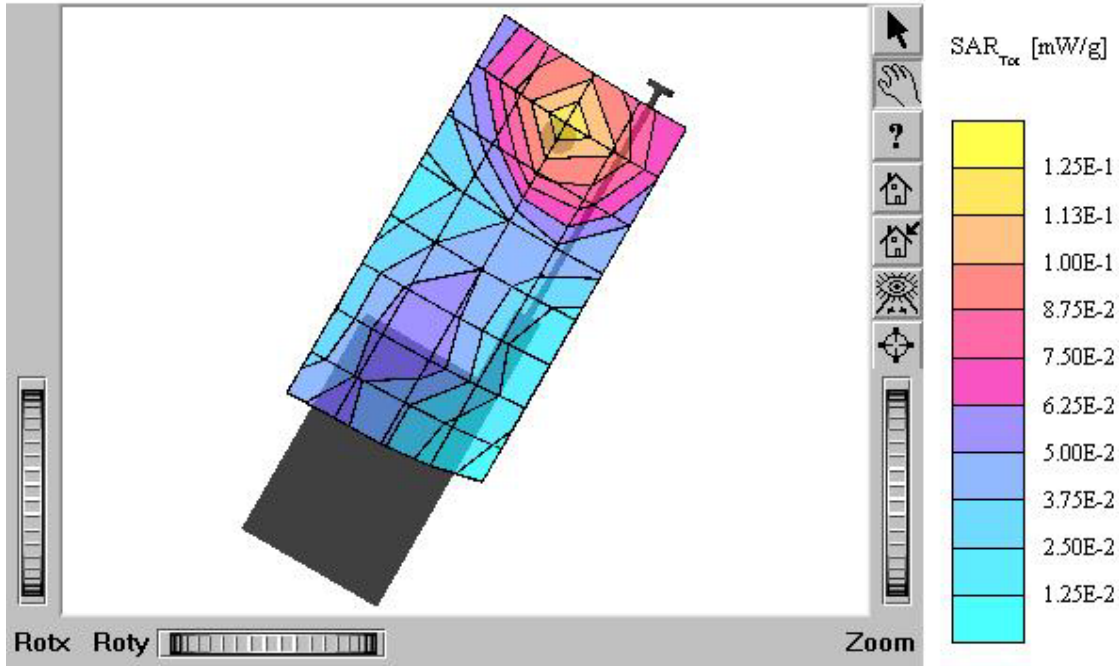 SAR_Tot [mW/g]
?
1.25E-1
1.13E-1
1.00E-1
8.75E-2
7.50E-2
6.25E-2
5.00E-2
3.75E-2
2.50E-2
1.25E-2
Rotx Roty Zoom